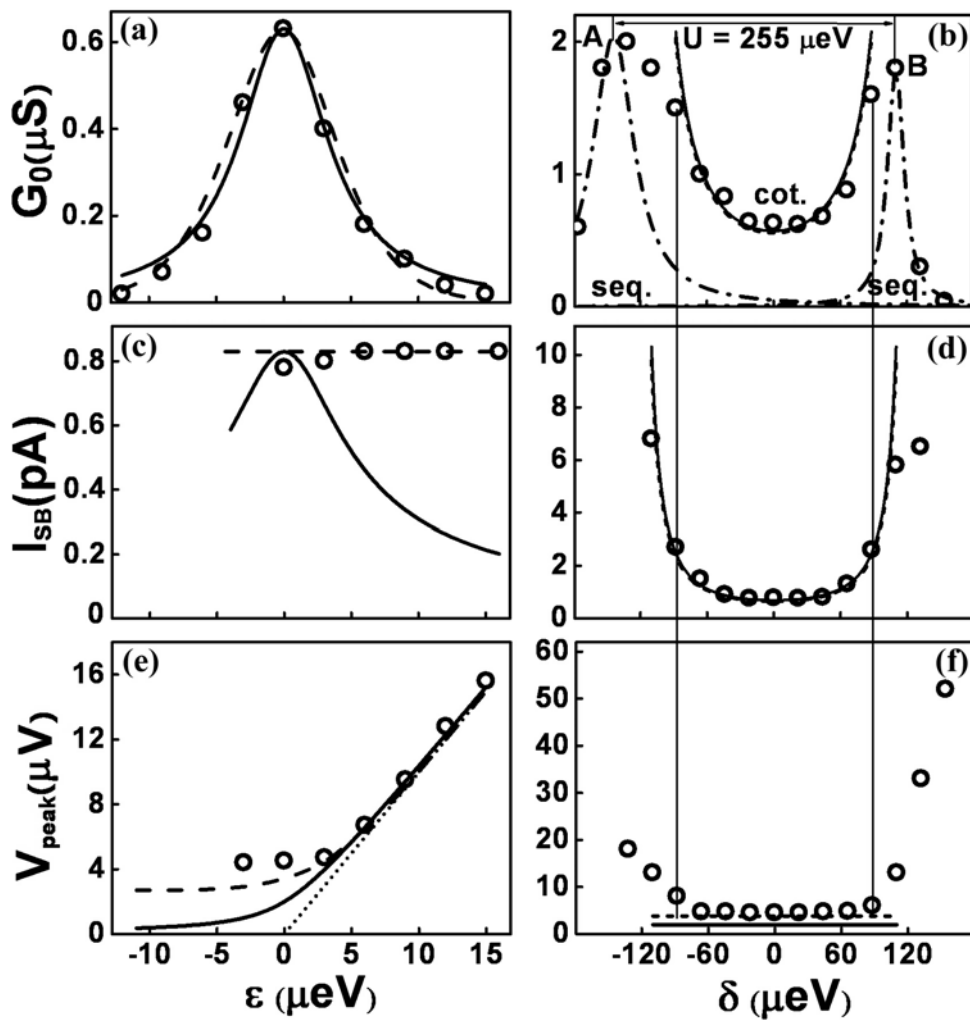 (a)
G₀(μS)
0.6
0.4
0.2
0
(b)
A
U = 255 μeV
B
2
1
0
cot.
seq.
seq.
(c)
I_SB(pA)
0.8
0.6
0.4
0.2
0
(d)
10
8
6
4
2
0
(e)
V_peak(μV)
16
12
8
4
0
-10 -5 0 5 10 15
ε (μeV)
(f)
60
50
40
30
20
10
0
-120 -60 0 60 120
δ (μeV)